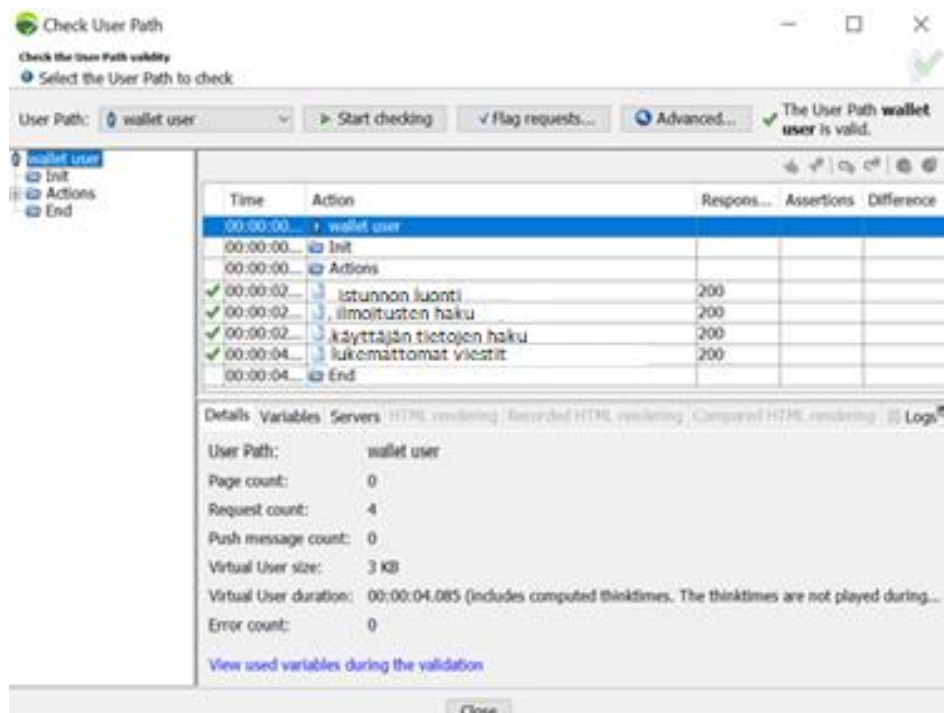 Check User Path
Check the User Path validity
Select the User Path to check
User Path: wallet user Start checking Flag requests... Advanced... The User Path wallet user is valid.
wallet user
Init
Actions
End
Time Action Respons... Assertions Difference
00:00:00... wallet user
00:00:00... Init
00:00:00... Actions
00:00:02... istunnon luonti 200
00:00:02... ilmoitusten haku 200
00:00:02... käyttäjän tietojen haku 200
00:00:04... lukemattomat viestit 200
00:00:04... End
Details Variables Servers HTML rendering Recorded HTML rendering Compared HTML rendering Logs
User Path: wallet user
Page count: 0
Request count: 4
Push message count: 0
Virtual User size: 3 KB
Virtual User duration: 00:00:04.085 (includes computed thinktimes. The thinktimes are not played during...
Error count: 0
View used variables during the validation
Close